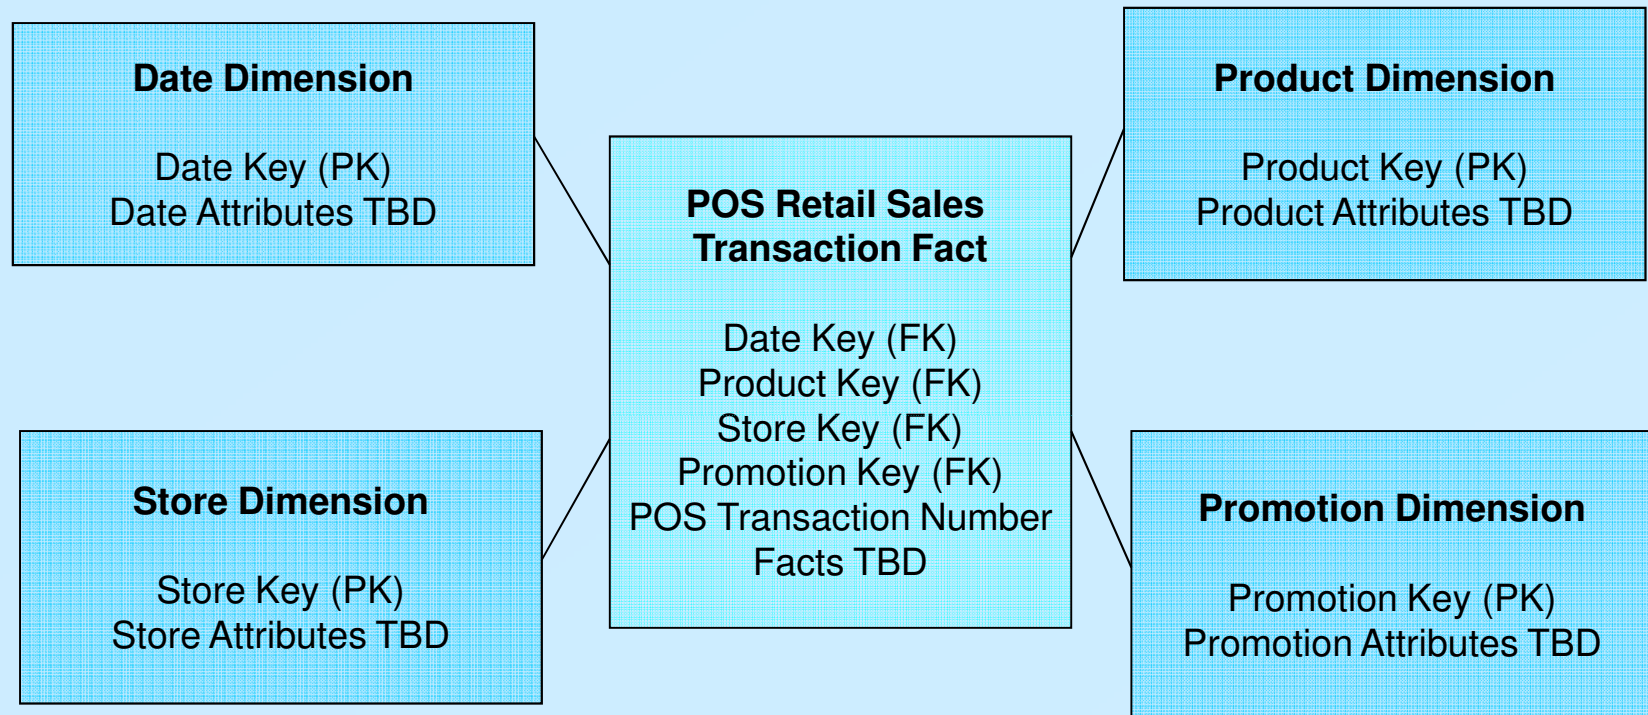 Date Dimension
Date Key (PK)
Date Attributes TBD
Product Dimension
Product Key (PK)
Product Attributes TBD
POS Retail Sales
Transaction Fact
Date Key (FK)
Product Key (FK)
Store Key (FK)
Promotion Key (FK)
POS Transaction Number
Facts TBD
Store Dimension
Store Key (PK)
Store Attributes TBD
Promotion Dimension
Promotion Key (PK)
Promotion Attributes TBD